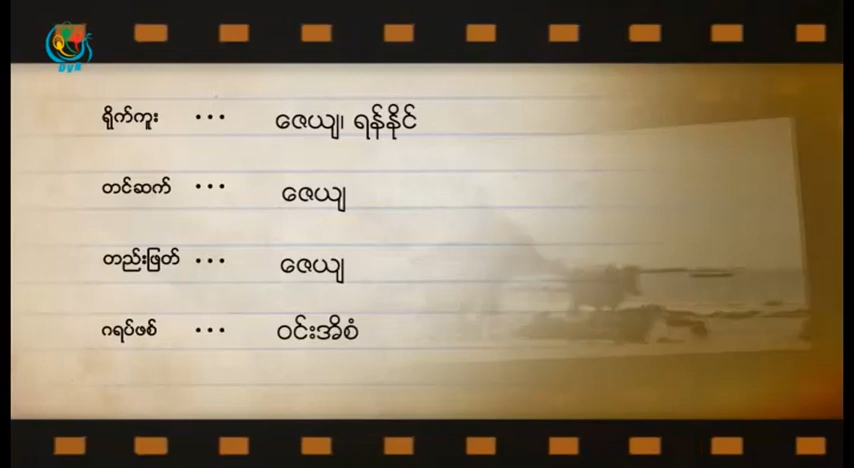 DVB
ရိုက်ကူး ... ဇေယျ၊ ရန်နိုင်
တင်ဆက် ... ဇေယျ
တည်းဖြတ် ... ဇေယျ
ဂရပ်ဖစ် ... ဝင်းအိစံ